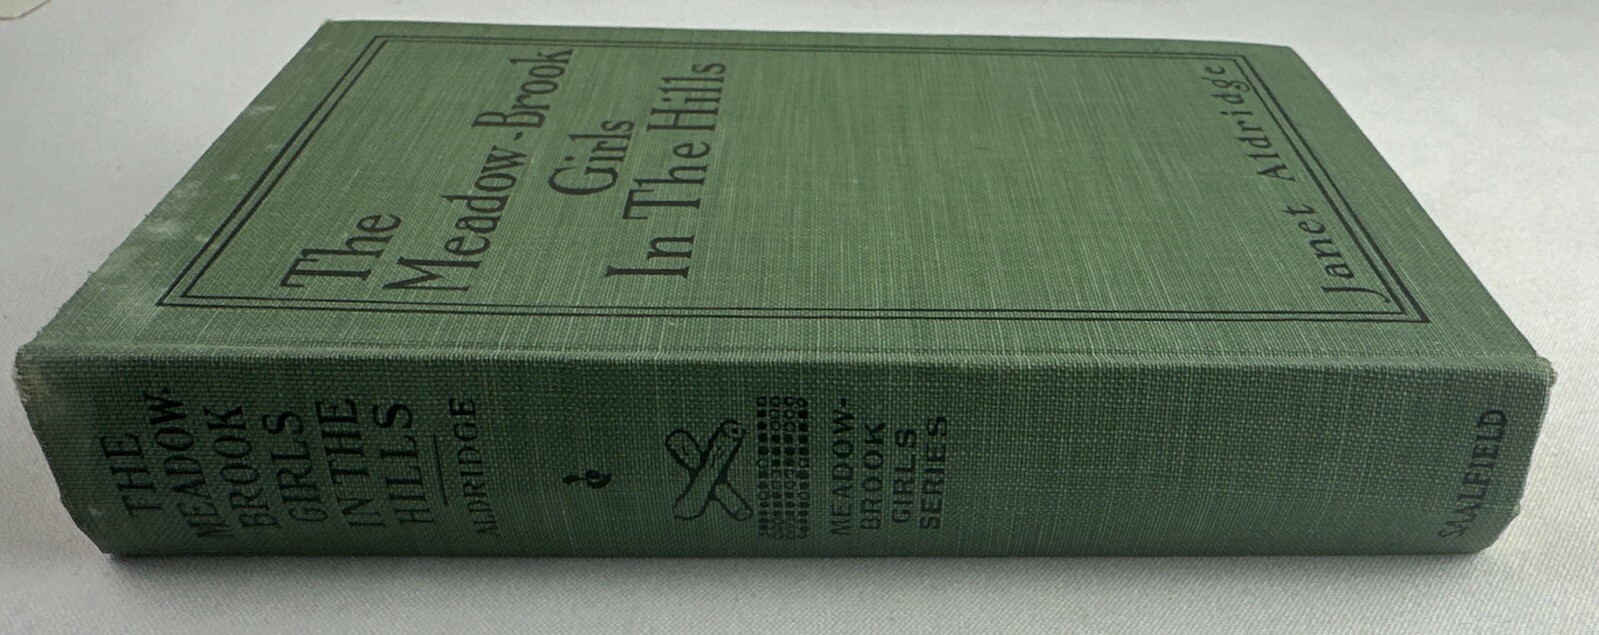 The
Meadow-Brook
Girls
In The Hills
Janet Aldridge
THE
MEADOW-
BROOK
GIRLS
IN THE
HILLS
ALDRIDGE
MEADOW-
BROOK
GIRLS
SERIES
SAALFIELD